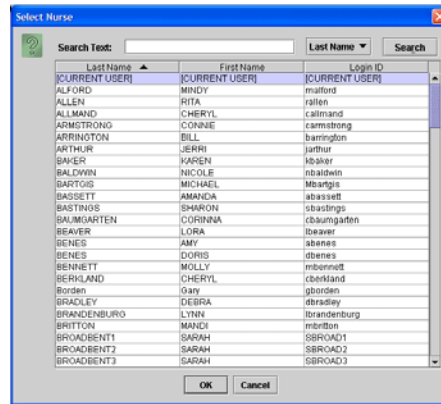 Select Nurse
Search Text: Last Name Search
Last Name First Name Login ID
[CURRENT USER] [CURRENT USER] [CURRENT USER]
ALFORD MINDY malford
ALLEN RITA rallen
ALLMAND CHERYL callmand
ARMSTRONG CONNIE carmstrong
ARRINGTON BILL barrington
ARTHUR JERRI jarthur
BAKER KAREN kbaker
BALDWIN NICOLE nbaldwin
BARTGIS MICHAEL Mbartgis
BASSETT AMANDA abassett
BASTINGS SHARON sbastings
BAUMGARTEN CORINNA cbaumgarten
BEAVER LORA lbeaver
BENES AMY abenes
BENES DORIS dbenes
BENNETT MOLLY mbennett
BERKLAND CHERYL cberkland
Borden Gary gborden
BRADLEY DEBRA dbradley
BRANDENBURG LYNN lbrandenburg
BRITTON MANDI mbritton
BROADBENT1 SARAH SBROAD1
BROADBENT2 SARAH SBROAD2
BROADBENT3 SARAH SBROAD3
OK Cancel